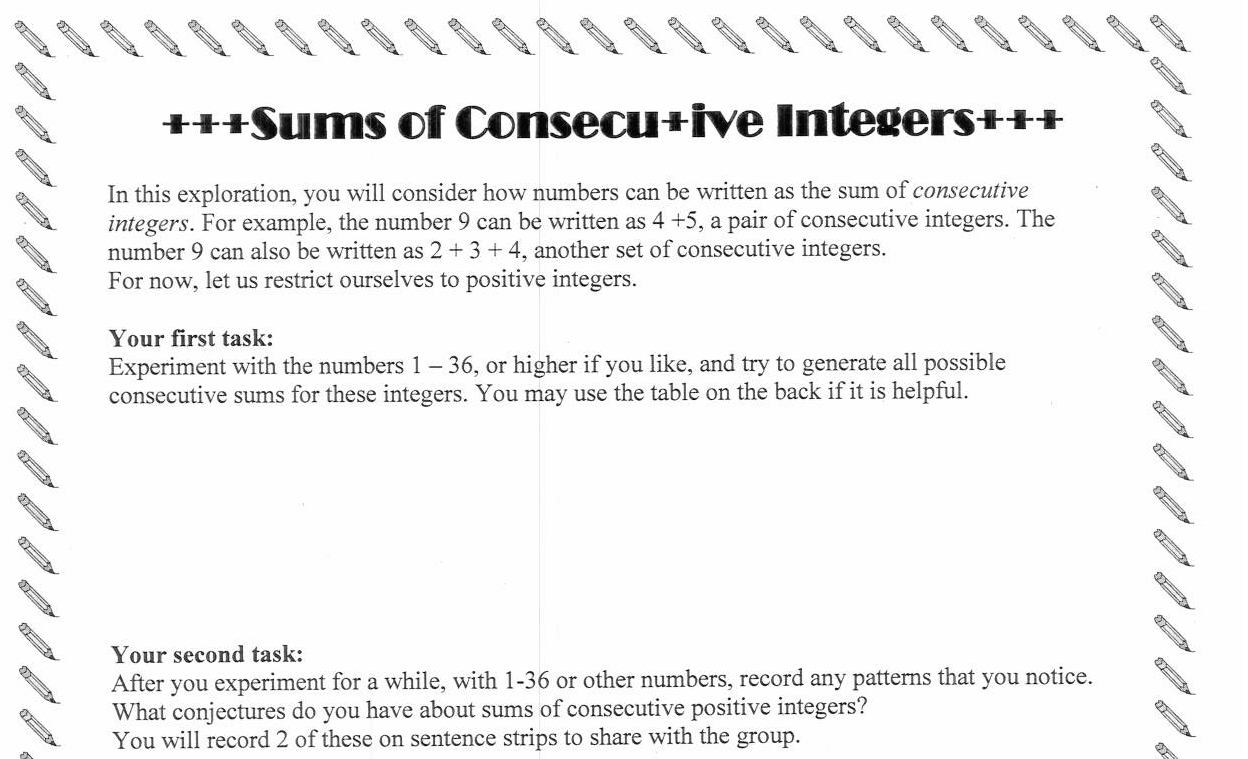 +++Sums of Consecu+ive Integers+++
In this exploration, you will consider how numbers can be written as the sum of consecutive
integers. For example, the number 9 can be written as 4 +5, a pair of consecutive integers. The
number 9 can also be written as 2 + 3 + 4, another set of consecutive integers.
For now, let us restrict ourselves to positive integers.
Your first task:
Experiment with the numbers 1 – 36, or higher if you like, and try to generate all possible
consecutive sums for these integers. You may use the table on the back if it is helpful.
Your second task:
After you experiment for a while, with 1-36 or other numbers, record any patterns that you notice.
What conjectures do you have about sums of consecutive positive integers?
You will record 2 of these on sentence strips to share with the group.